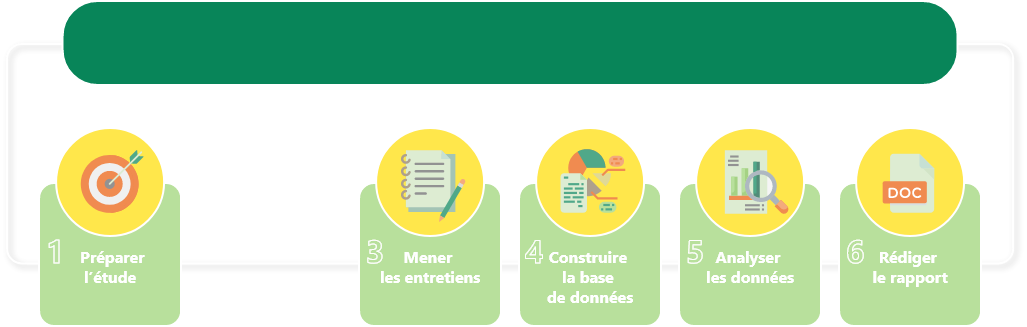 1 Préparer
l’étude
3 Mener
les entretiens
4 Construire
la base
de données
5 Analyser
les données
DOC
6 Rédiger
le rapport